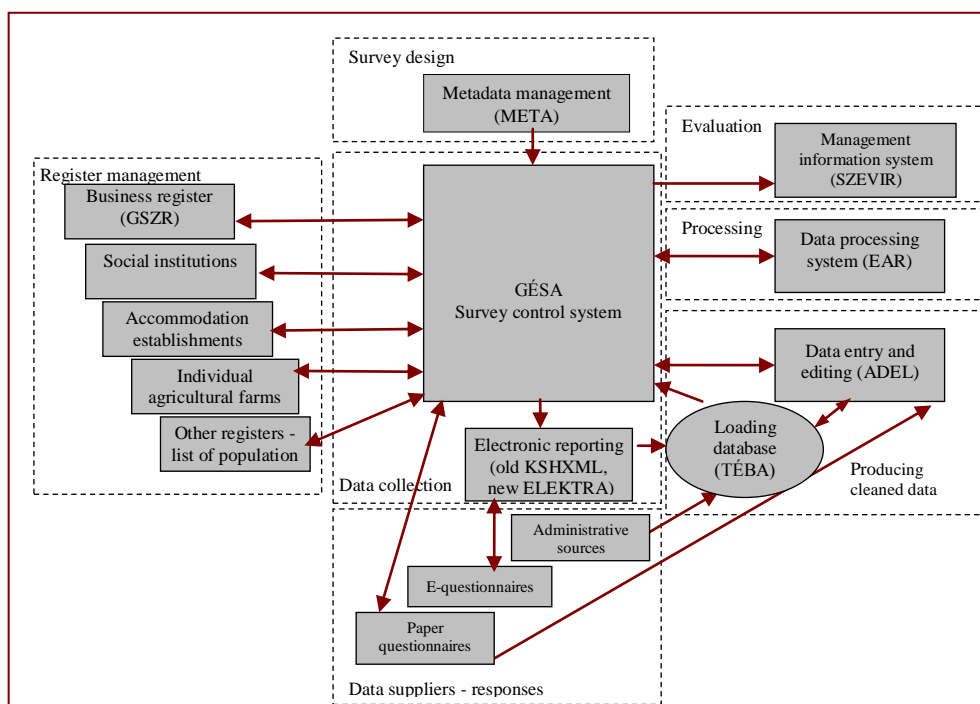 Survey design
Metadata management
(META)
Evaluation
Management
information system
(SZEVIR)
Register management
Business register
(GSZR)
Social institutions
Accommodation
establishments
Individual
agricultural farms
Other registers -
list of population
GÉSA
Survey control system
Processing
Data processing
system (EAR)
Data entry and
editing (ADEL)
Loading
database
(TÉBA)
Producing
cleaned data
Electronic reporting
(old KSHXML,
new ELEKTRA)
Data collection
Administrative
sources
E-questionnaires
Paper
questionnaires
Data suppliers - responses